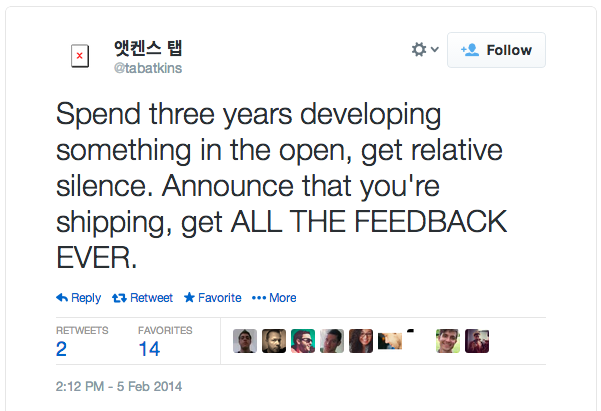 앳켄스 탭
@tabatkins
Follow
Spend three years developing
something in the open, get relative
silence. Announce that you're
shipping, get ALL THE FEEDBACK
EVER.
Reply Retweet Favorite More
RETWEETS FAVORITES
2 14
2:12 PM - 5 Feb 2014